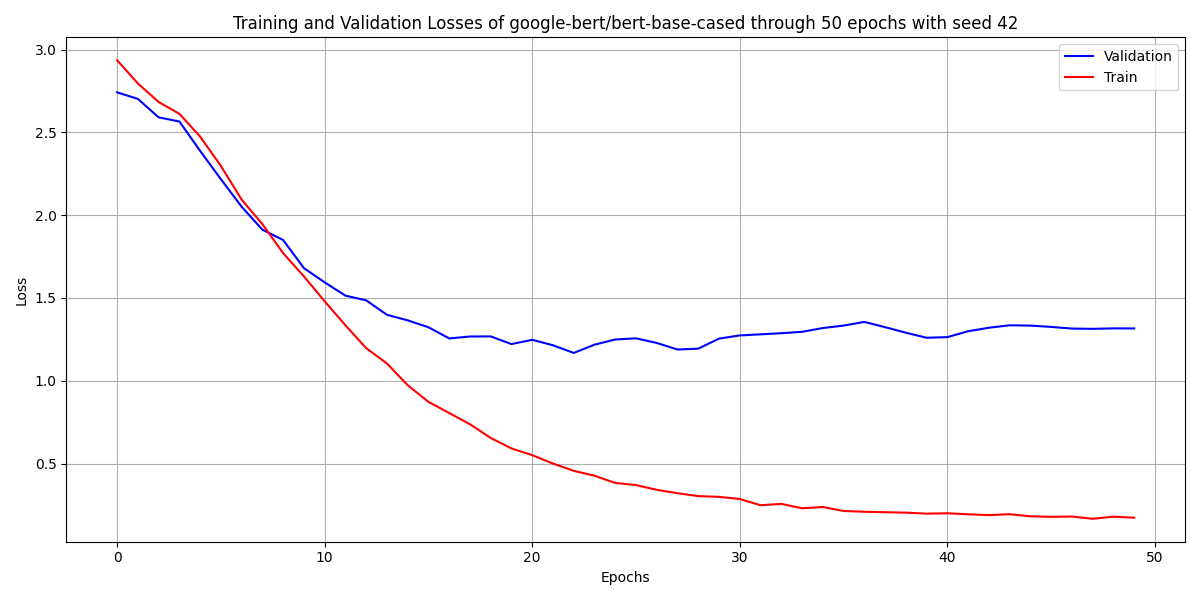 Training and Validation Losses of google-bert/bert-base-cased through 50 epochs with seed 42
Validation
Train
3.0
2.5
2.0
1.5
1.0
0.5
Loss
0
10
20
30
40
50
Epochs